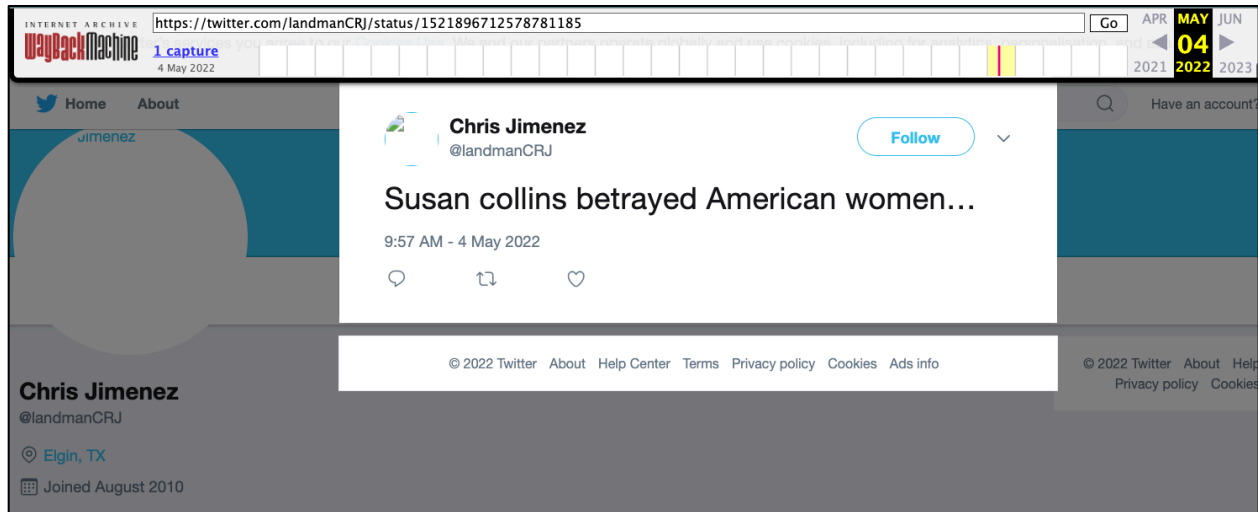 INTERNET ARCHIVE
WayBackMachine
https://twitter.com/landmanCRJ/status/1521896712578781185
Go
APR MAY JUN
1 capture
04
4 May 2022
2021 2022 2023
Home About
Have an account?
Jimenez
Chris Jimenez
@landmanCRJ
Follow
Susan collins betrayed American women...
9:57 AM - 4 May 2022
© 2022 Twitter About Help Center Terms Privacy policy Cookies Ads info
© 2022 Twitter About Help
Privacy policy Cookies
Chris Jimenez
@landmanCRJ
Elgin, TX
Joined August 2010